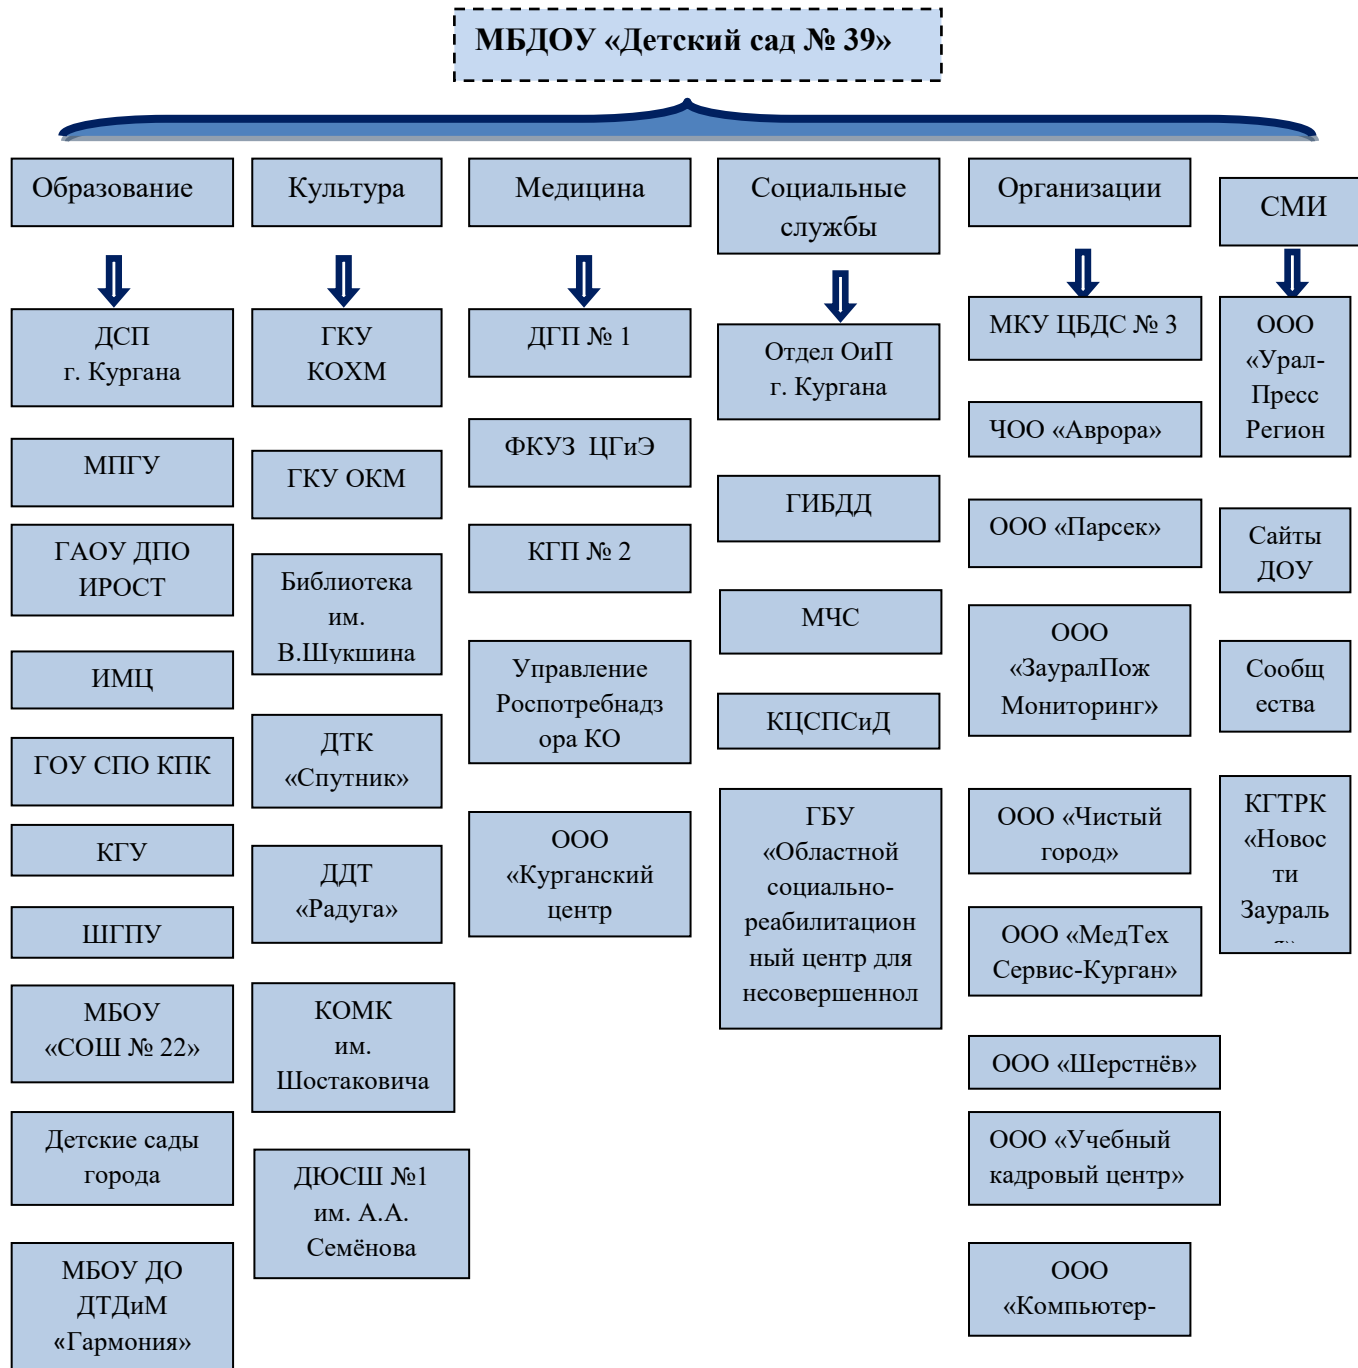 МБДОУ «Детский сад № 39»
Образование
ДСП
г. Кургана
МПГУ
ГАОУ ДПО
ИРОСТ
ИМЦ
ГОУ СПО КПК
КГУ
ШГПУ
МБОУ
«СОШ № 22»
Детские сады
города
МБОУ ДО
ДТДиМ
«Гармония»
Культура
ГКУ
КОХМ
ГКУ ОКМ
Библиотека
им.
В.Шукшина
ДТК
«Спутник»
ДДТ
«Радуга»
КОМК
им.
Шостаковича
ДЮСШ №1
им. А.А.
Семёнова
Медицина
ДГП № 1
ФКУЗ ЦГиЭ
КГП № 2
Управление
Роспотребнадз
ора КО
ООО
«Курганский
центр
Социальные
службы
Отдел ОиП
г. Кургана
ГИБДД
МЧС
КЦСПСиД
ГБУ
«Областной
социально-
реабилитацион
ный центр для
несовершеннол
Организации
МКУ ЦБДС № 3
ЧОО «Аврора»
ООО «Парсек»
ООО
«ЗауралПож
Мониторинг»
ООО «Чистый
город»
ООО «МедТех
Сервис-Курган»
ООО «Шерстнёв»
ООО «Учебный
кадровый центр»
ООО
«Компьютер-
СМИ
ООО
«Урал-
Пресс
Регион
Сайты
ДОУ
Сообщ
ества
КГТРК
«Новос
ти
Заураль
я»